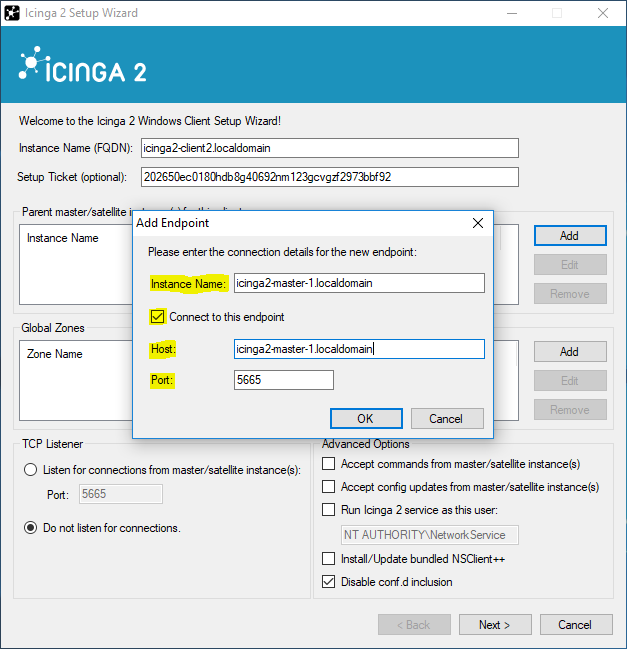 Icinga 2 Setup Wizard
ICINGA 2
Welcome to the Icinga 2 Windows Client Setup Wizard!
Instance Name (FQDN):
icinga2-client2.localdomain
Setup Ticket (optional):
202650ec0180hdb8g40692nm123gcvgzf2973bbf92
Parent master/satellite
Instance Name
Add
Edit
Remove
Add Endpoint
Please enter the connection details for the new endpoint:
Instance Name:
icinga2-master-1.localdomain
Connect to this endpoint
Host:
icinga2-master-1.localdomain
Port:
5665
OK
Cancel
Global Zones
Zone Name
Add
Edit
Remove
TCP Listener
Listen for connections from master/satellite instance(s):
Port:
5665
Do not listen for connections.
Advanced Options
Accept commands from master/satellite instance(s)
Accept config updates from master/satellite instance(s)
Run Icinga 2 service as this user:
NT AUTHORITY\NetworkService
Install/Update bundled NSClient++
Disable conf.d inclusion
< Back
Next >
Cancel